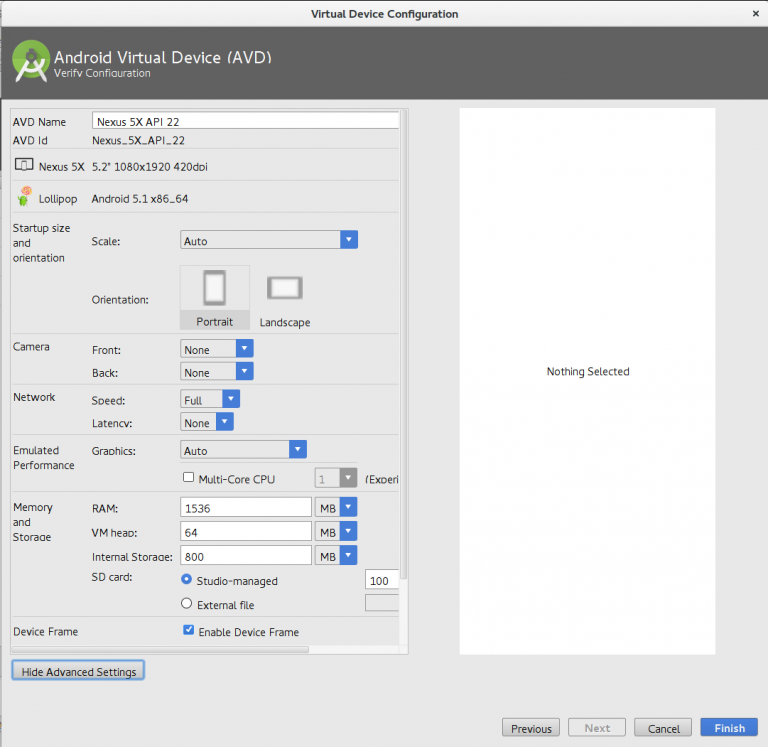 Virtual Device Configuration
Android Virtual Device (AVD)
Verify Configuration
AVD Name Nexus 5X API 22
AVD Id Nexus_5X_API_22
Nexus 5X 5.2" 1080x1920 420dpi
Lollipop Android 5.1 x86_64
Startup size
and
orientation
Scale: Auto
Orientation:
Portrait Landscape
Camera Front: None
Back: None
Network Speed: Full
Latency: None
Emulated
Performance
Graphics: Auto
Multi-Core CPU 1 (Experi
Memory
and
Storage
RAM: 1536 MB
VM heap: 64 MB
Internal Storage: 800 MB
SD card: Studio-managed 100
External file
Device Frame Enable Device Frame
Hide Advanced Settings
Nothing Selected
Previous Next Cancel Finish